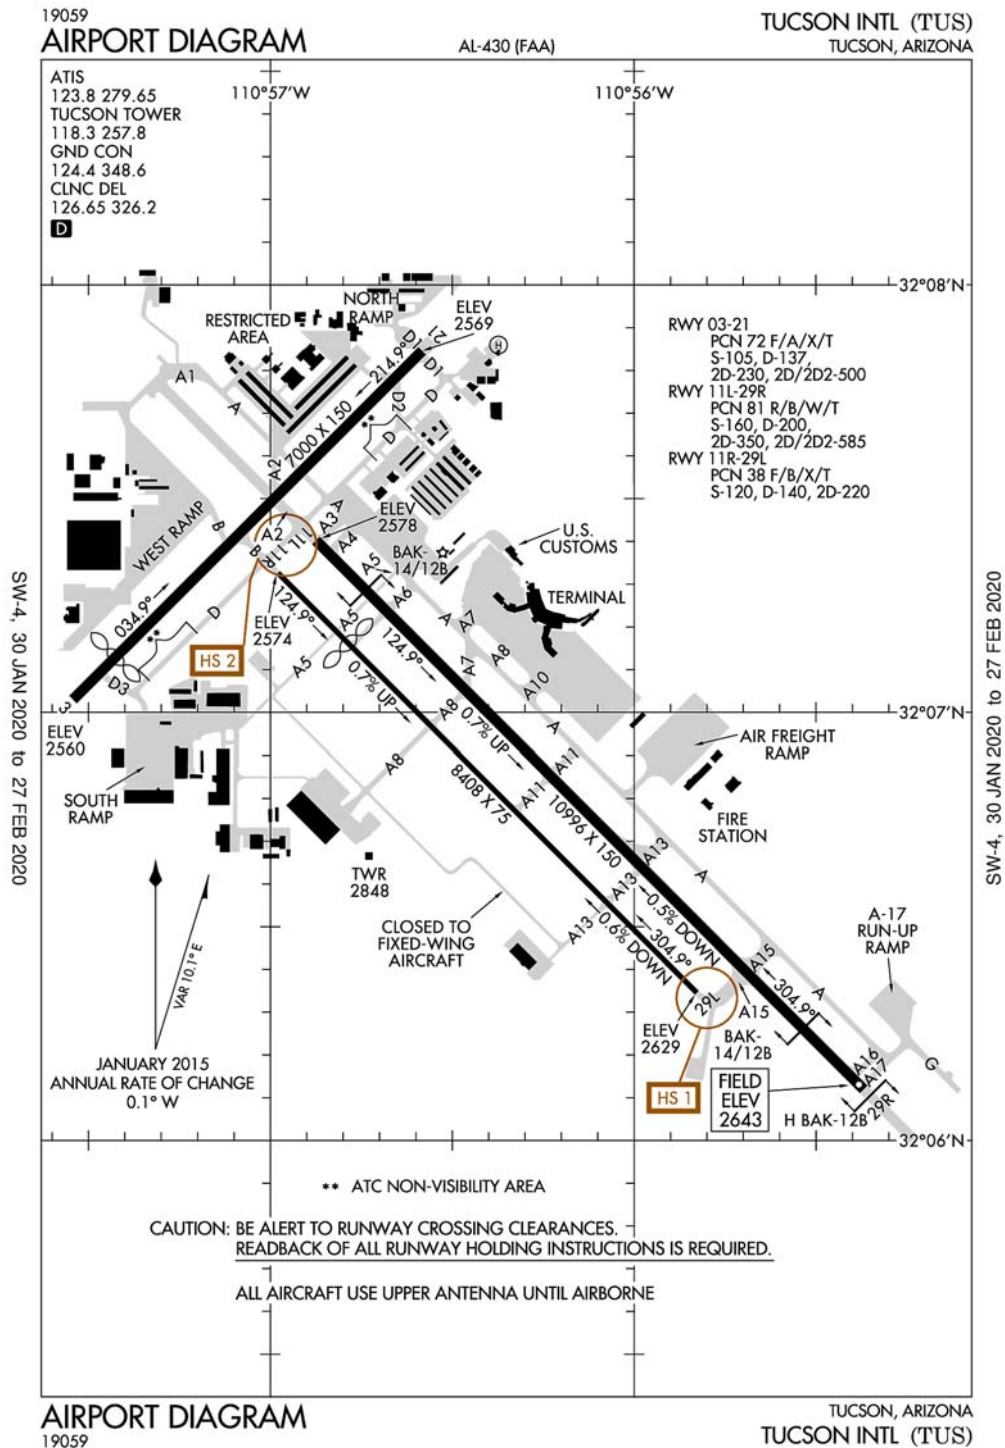 19059
AIRPORT DIAGRAM
AL-430 (FAA)
TUCSON INTL (TUS)
TUCSON, ARIZONA
ATIS
123.8 279.65
TUCSON TOWER
118.3 257.8
GND CON
124.4 348.6
CLNC DEL
126.65 326.2
D
110°57'W
110°56'W
32°08'N
RWY 03-21
PCN 72 F/A/X/T
S-105, D-137,
2D-230, 2D/2D2-500
RWY 11L-29R
PCN 81 R/B/W/T
S-160, D-200,
2D-350, 2D/2D2-585
RWY 11R-29L
PCN 38 F/B/X/T
S-120, D-140, 2D-220
NORTH
RAMP
RESTRICTED
AREA
ELEV
2569
21
H
D1
D1
214.9°
A1
A
D2
D
D
7000 X 150
A2
A
A3
A4
A2
11L
11R
B
B
WEST RAMP
ELEV
2578
BAK-
14/12B
U.S.
CUSTOMS
TERMINAL
A5
A6
A5
A5
A
A7
A7
A8
A10
A
034.9°
D
D3
3
ELEV
2560
ELEV
2574
HS 2
124.9°
124.9°
0.7% UP
0.7% UP
A8
A8
32°07'N
AIR FREIGHT
RAMP
FIRE
STATION
A11
A11
8408 X 75
10996 X 150
SOUTH
RAMP
TWR
2848
CLOSED TO
FIXED-WING
AIRCRAFT
A13
A13
A13
A
0.5% DOWN
0.6% DOWN
304.9°
304.9°
A-17
RUN-UP
RAMP
A15
A15
A
29L
ELEV
2629
BAK-
14/12B
HS 1
FIELD
ELEV
2643
A16
A17
G
29R
H BAK-12B
32°06'N
VAR 10.1° E
JANUARY 2015
ANNUAL RATE OF CHANGE
0.1° W
** ATC NON-VISIBILITY AREA
CAUTION: BE ALERT TO RUNWAY CROSSING CLEARANCES.
READBACK OF ALL RUNWAY HOLDING INSTRUCTIONS IS REQUIRED.
ALL AIRCRAFT USE UPPER ANTENNA UNTIL AIRBORNE
SW-4, 30 JAN 2020 to 27 FEB 2020
SW-4, 30 JAN 2020 to 27 FEB 2020
AIRPORT DIAGRAM
19059
TUCSON, ARIZONA
TUCSON INTL (TUS)